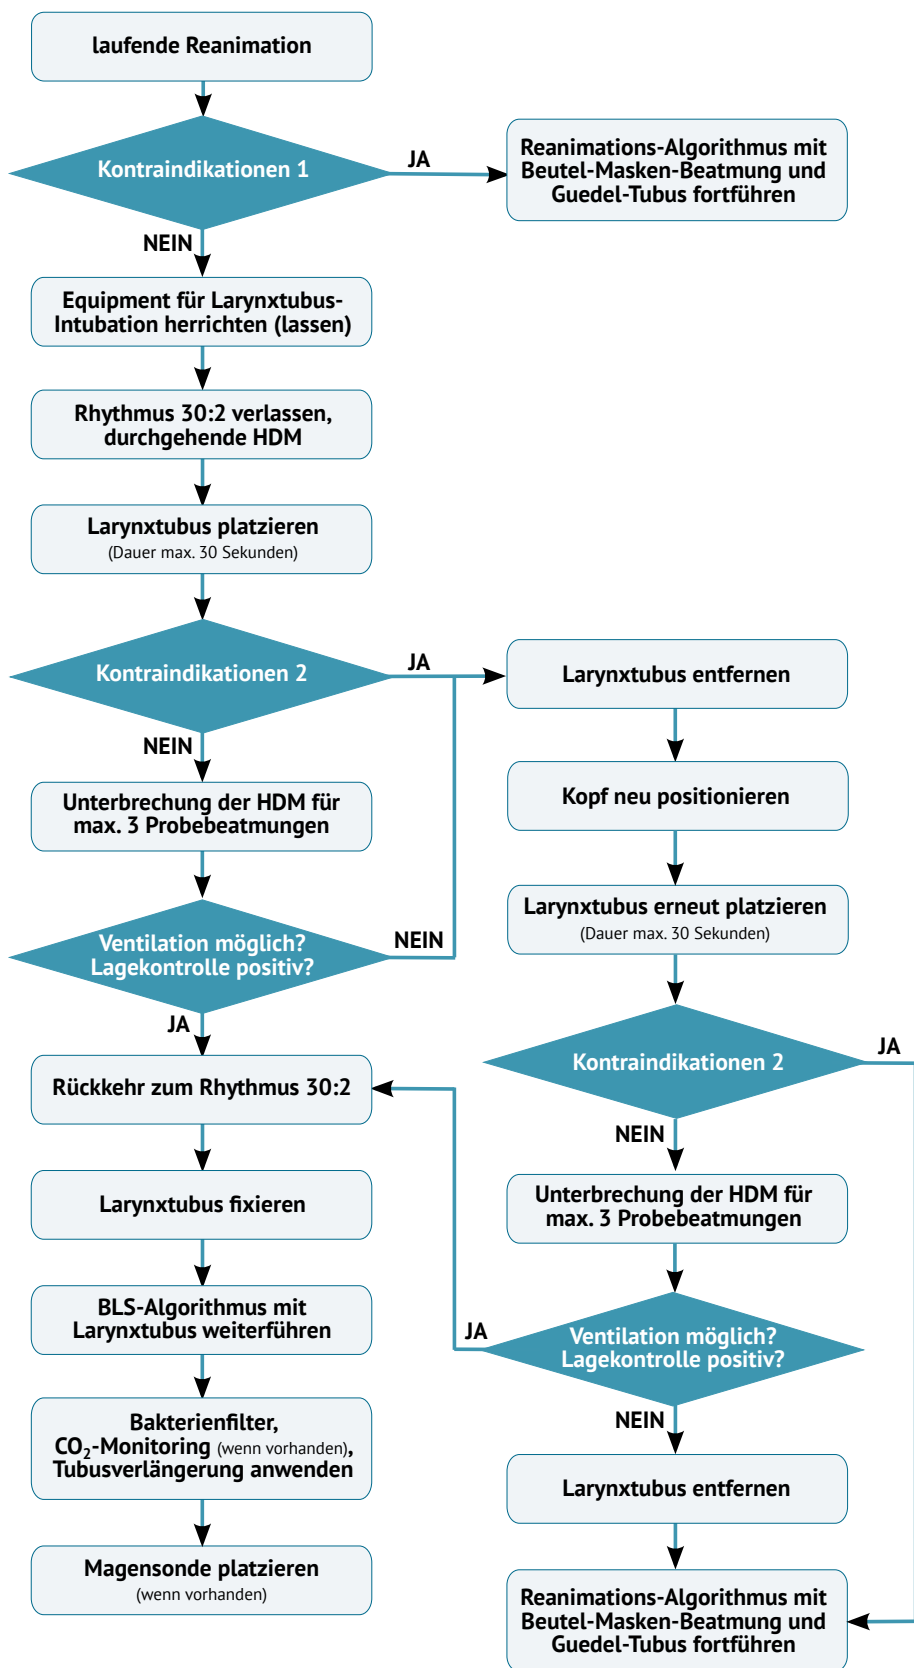 laufende Reanimation
Kontraindikationen 1
JA
Reanimations-Algorithmus mit
Beutel-Masken-Beatmung und
Guedel-Tubus fortführen
NEIN
Equipment für Larynxtubus-
Intubation herrichten (lassen)
Rhythmus 30:2 verlassen,
durchgehende HDM
Larynxtubus platzieren
(Dauer max. 30 Sekunden)
Kontraindikationen 2
JA
NEIN
Unterbrechung der HDM für
max. 3 Probebeatmungen
Ventilation möglich?
Lagekontrolle positiv?
NEIN
JA
Rückkehr zum Rhythmus 30:2
Larynxtubus fixieren
BLS-Algorithmus mit
Larynxtubus weiterführen
Bakterienfilter,
CO₂-Monitoring (wenn vorhanden),
Tubusverlängerung anwenden
Magensonde platzieren
(wenn vorhanden)
Larynxtubus entfernen
Kopf neu positionieren
Larynxtubus erneut platzieren
(Dauer max. 30 Sekunden)
Kontraindikationen 2
JA
NEIN
Unterbrechung der HDM für
max. 3 Probebeatmungen
Ventilation möglich?
Lagekontrolle positiv?
JA
NEIN
Larynxtubus entfernen
Reanimations-Algorithmus mit
Beutel-Masken-Beatmung und
Guedel-Tubus fortführen